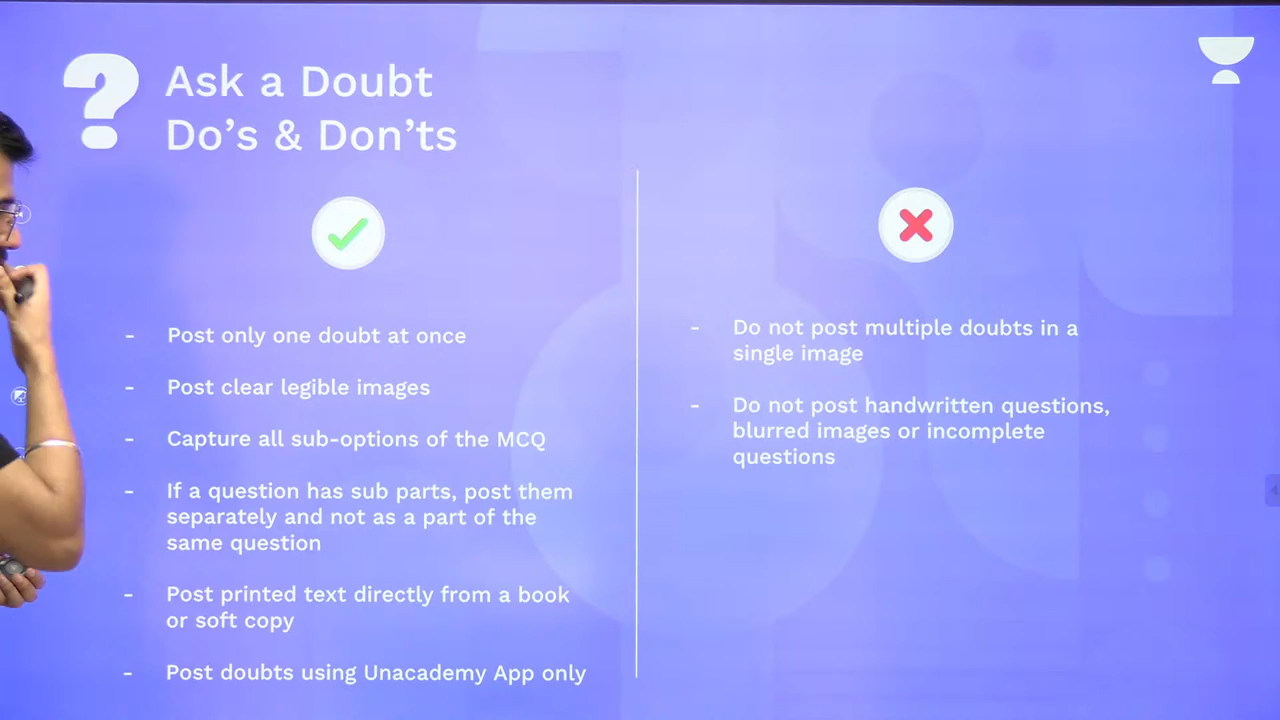 ?
Ask a Doubt
Do's & Don'ts
- Post only one doubt at once
- Post clear legible images
- Capture all sub-options of the MCQ
- If a question has sub parts, post them
separately and not as a part of the
same question
- Post printed text directly from a book
or soft copy
- Post doubts using Unacademy App only
- Do not post multiple doubts in a
single image
- Do not post handwritten questions,
blurred images or incomplete
questions